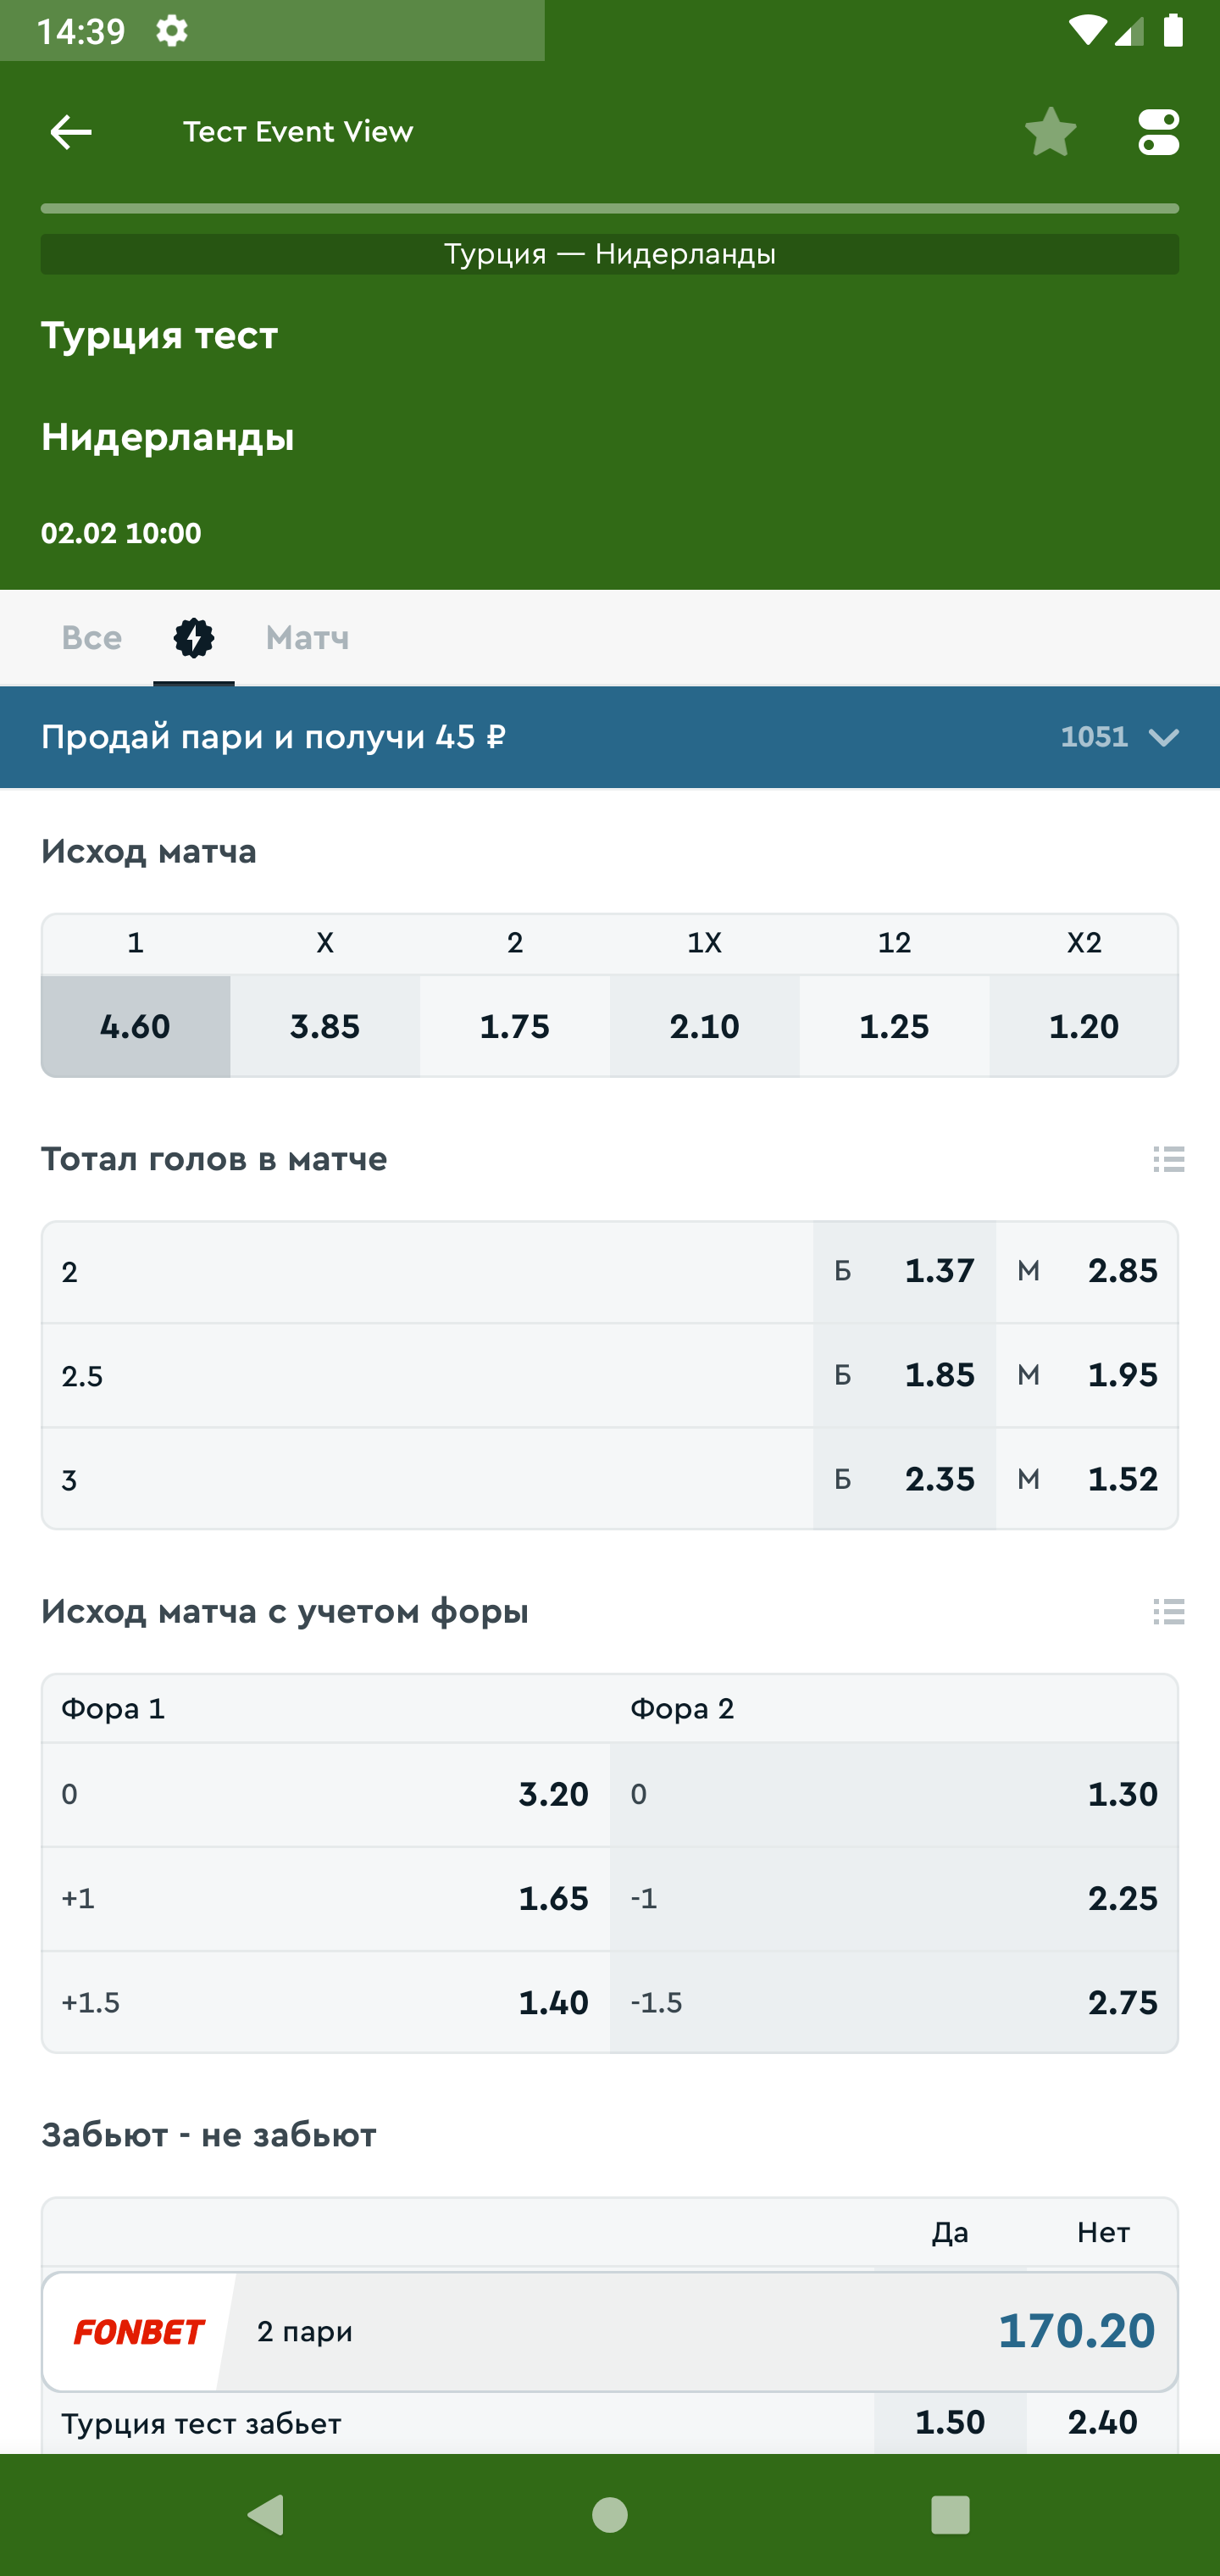 14:39
Тест Event View
Турция — Нидерланды
Турция тест
Нидерланды
02.02 10:00
Все Матч
Продай пари и получи 45 ₽ 1051
Исход матча
1 X 2 1X 12 X2
4.60 3.85 1.75 2.10 1.25 1.20
Тотал голов в матче
2 Б 1.37 М 2.85
2.5 Б 1.85 М 1.95
3 Б 2.35 М 1.52
Исход матча с учетом форы
Фора 1 Фора 2
0 3.20 0 1.30
+1 1.65 -1 2.25
+1.5 1.40 -1.5 2.75
Забьют - не забьют
Да Нет
FONBET 2 пари 170.20
Турция тест забьет 1.50 2.40